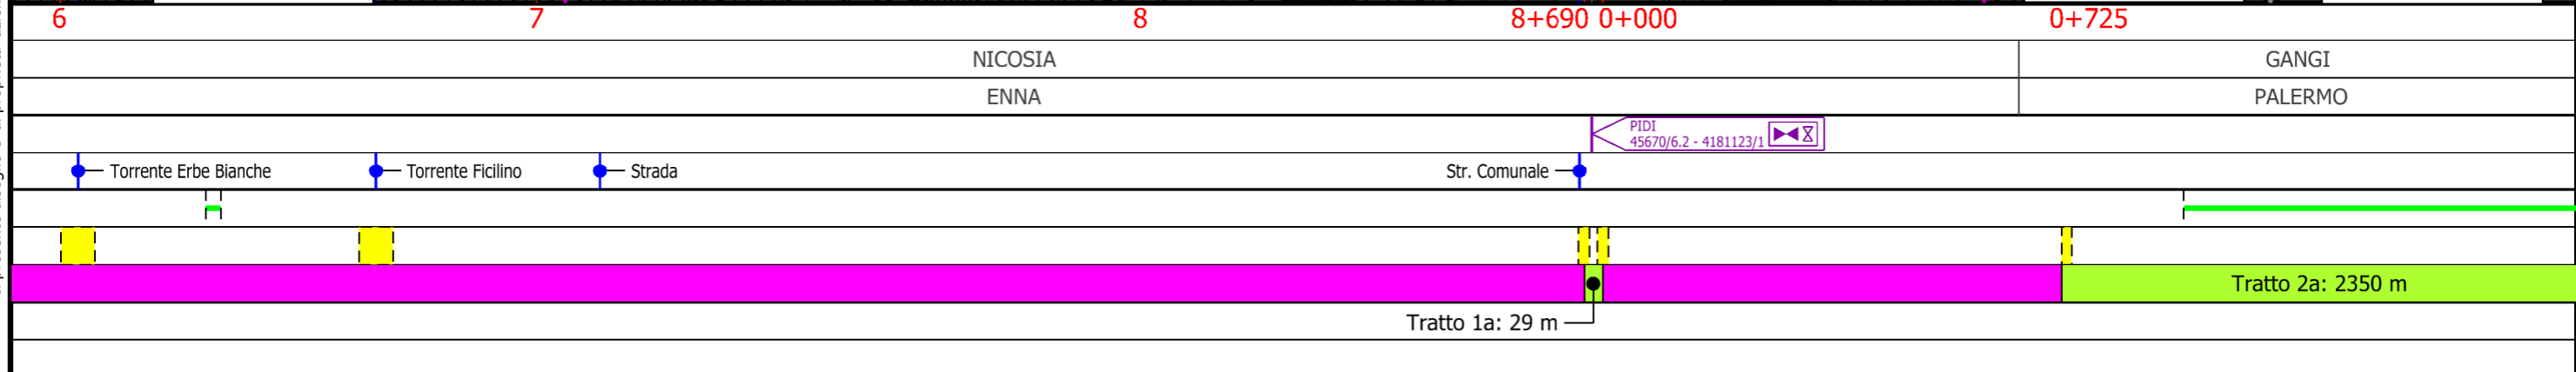 6 7 8 8+690 0+000 0+725
NICOSIA GANGI
ENNA PALERMO
PIDI
45670/6.2 - 4181123/1
Torrente Erbe Bianche Torrente Ficilino Strada Str. Comunale
Tratto 2a: 2350 m
Tratto 1a: 29 m